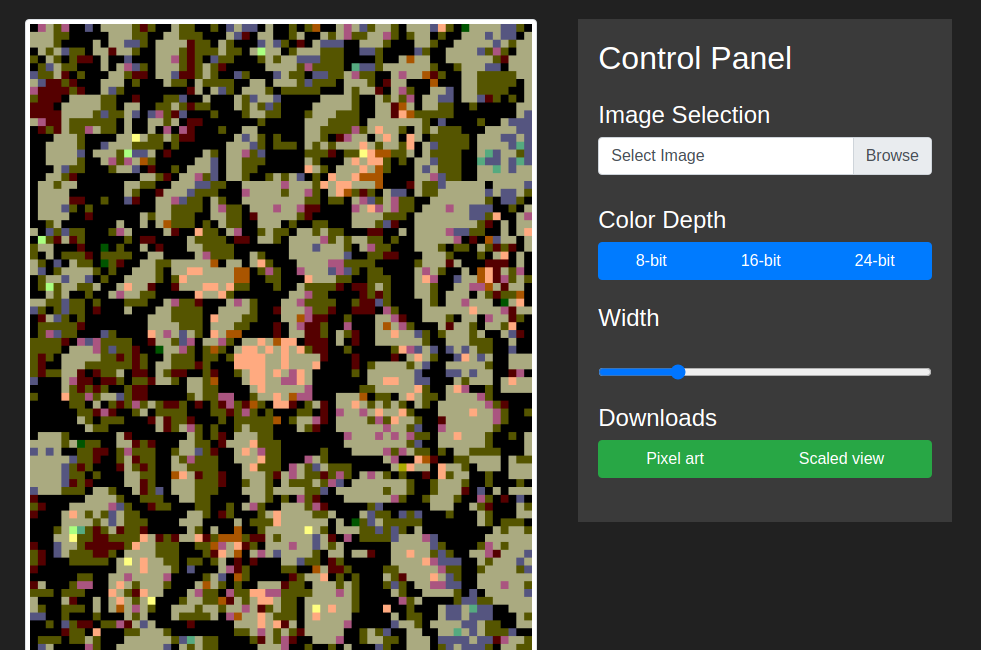 Control Panel
Image Selection
Select Image Browse
Color Depth
8-bit 16-bit 24-bit
Width
Downloads
Pixel art Scaled view